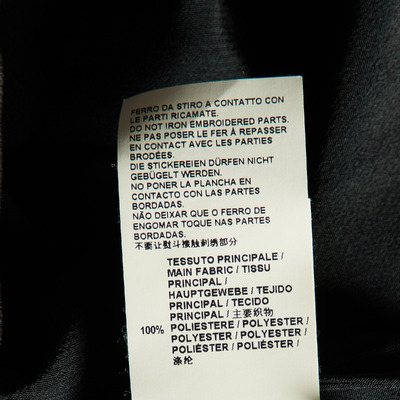 FERRO DA STIRO A CONTATTO CON
LE PARTI RICAMATE.
DO NOT IRON EMBROIDERED PARTS.
NE PAS POSER LE FER À REPASSER
EN CONTACT AVEC LES PARTIES
BRODÉES.
DIE STICKEREIEN DÜRFEN NICHT
GEBÜGELT WERDEN.
NO PONER LA PLANCHA EN
CONTACTO CON LAS PARTES
BORDADAS.
NÃO DEIXAR QUE O FERRO DE
ENGOMAR TOQUE NAS PARTES
BORDADAS.
不要让熨斗接触刺绣部分
TESSUTO PRINCIPALE /
MAIN FABRIC / TISSU
PRINCIPAL /
HAUPTGEWEBE / TEJIDO
PRINCIPAL / TECIDO
PRINCIPAL / 主要织物
100% POLIESTERE / POLYESTER /
POLYESTER / POLYESTER /
POLIÉSTER / POLIÉSTER /
涤纶